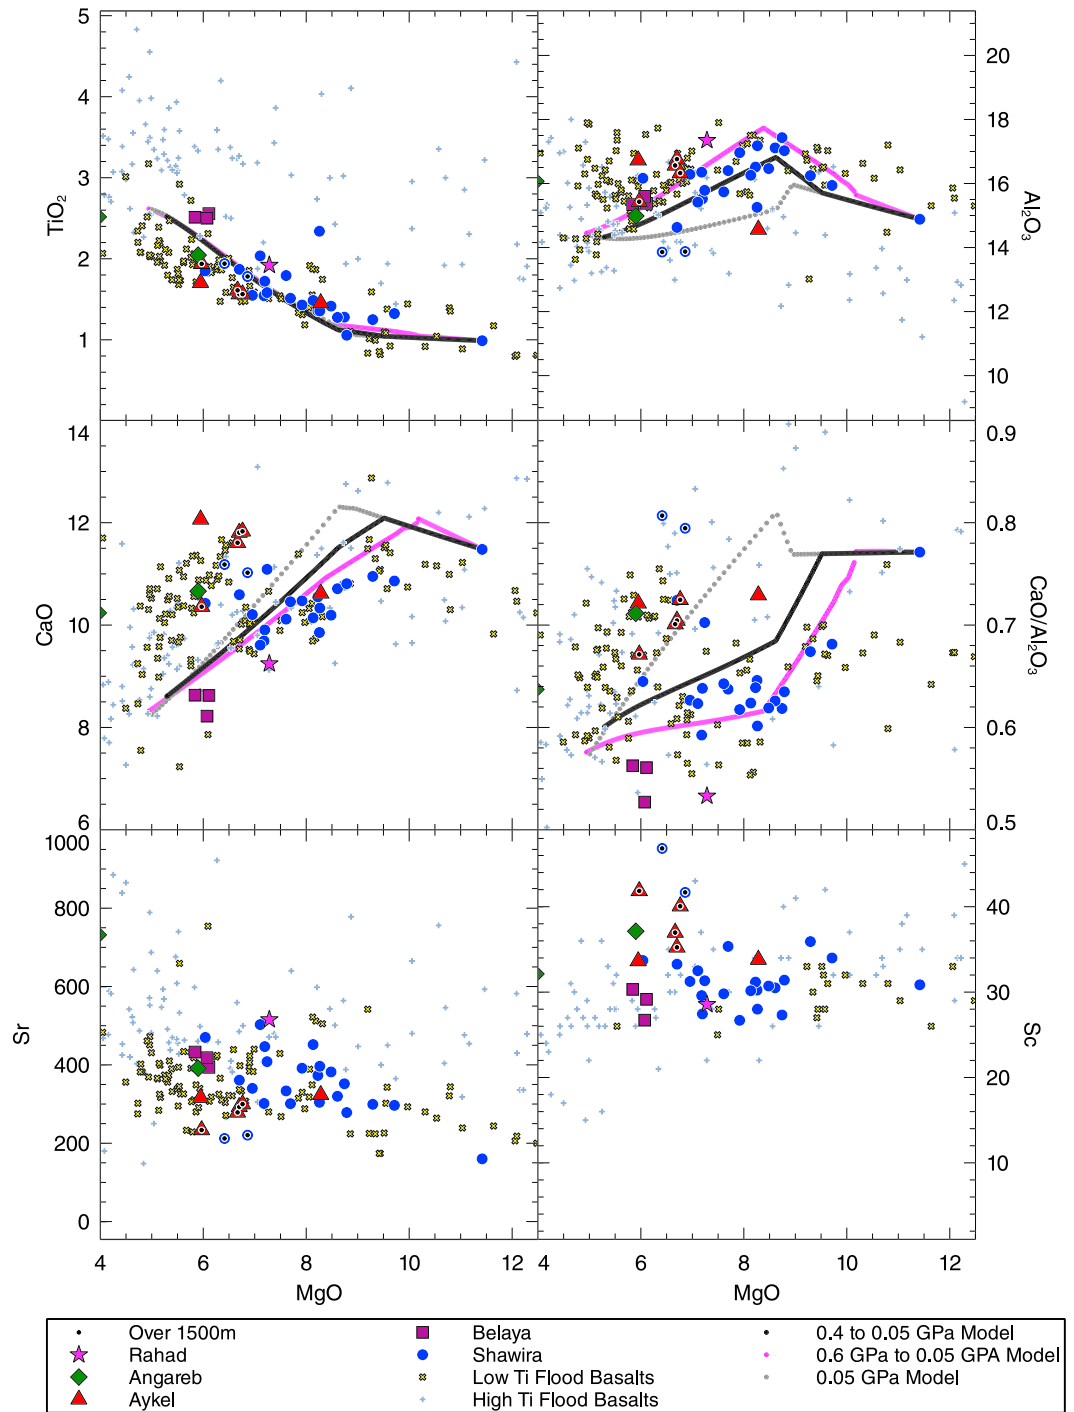 5
4
3
2
1
TiO₂
20
18
16
14
12
10
Al₂O₃
14
12
10
8
6
CaO
0.9
0.8
0.7
0.6
0.5
CaO/Al₂O₃
1000
800
600
400
200
0
Sr
40
30
20
10
Sc
4 6 8 10 12
6 8 10 12
MgO MgO
Over 1500m
Rahad
Angareb
Aykel
Belaya
Shawira
Low Ti Flood Basalts
High Ti Flood Basalts
0.4 to 0.05 GPa Model
0.6 GPa to 0.05 GPA Model
0.05 GPa Model